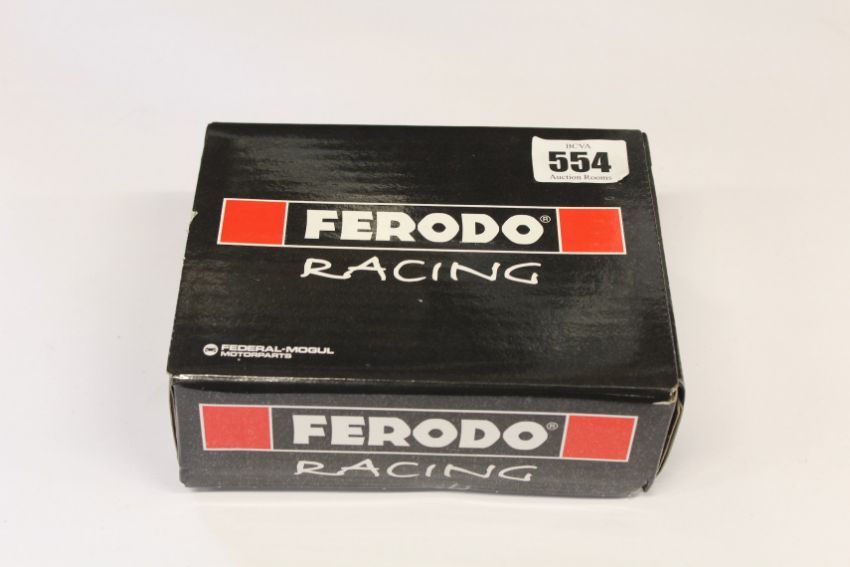 BCVA
554
Auction Rooms
FERODO®
RACING
FEDERAL-MOGUL
MOTORPARTS
FERODO®
RACING